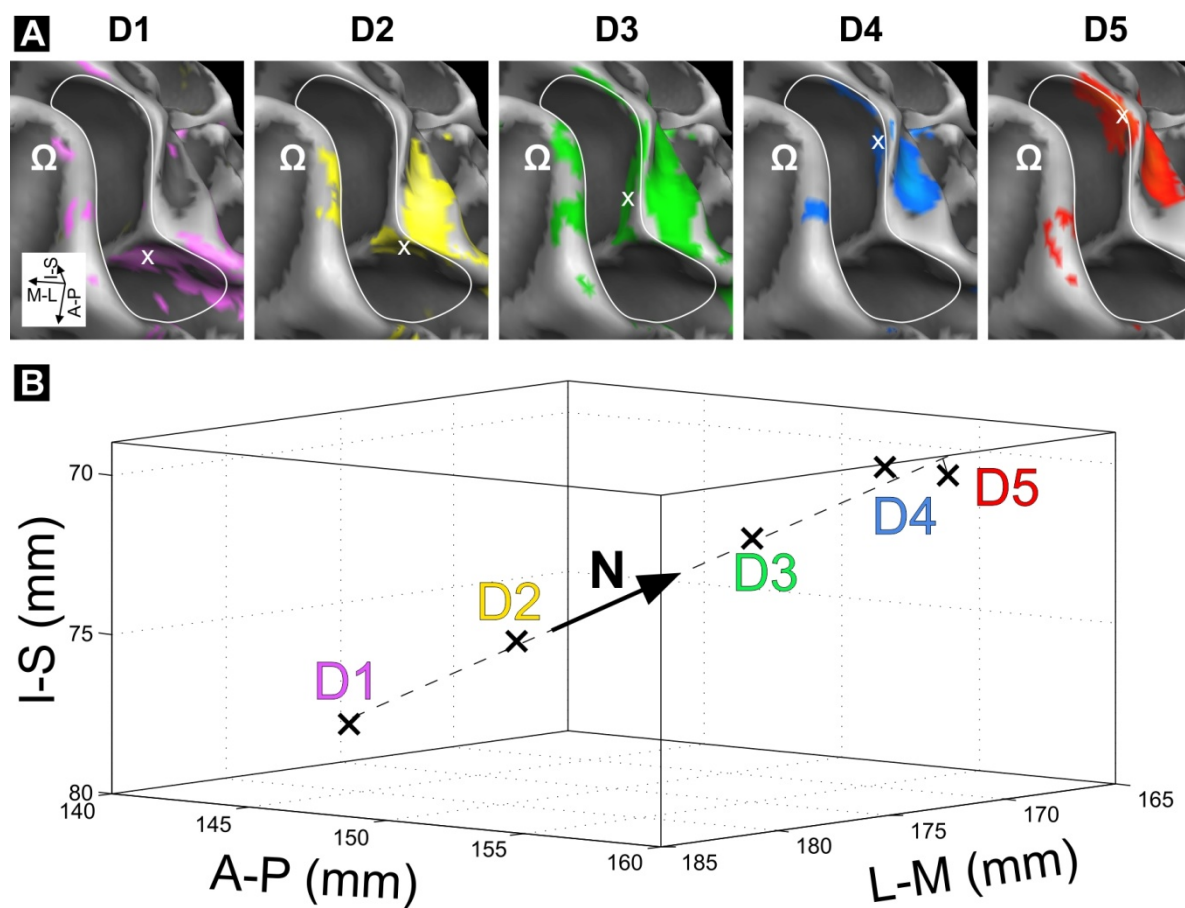 A D1 D2 D3 D4 D5
Ω Ω Ω Ω Ω
x x x x x
I-S
M-L
A-P
B
70
75
80
I-S (mm)
D1
D2
N
D3
D4
D5
140 145 150 155 160
A-P (mm)
185 180 175 170 165
L-M (mm)